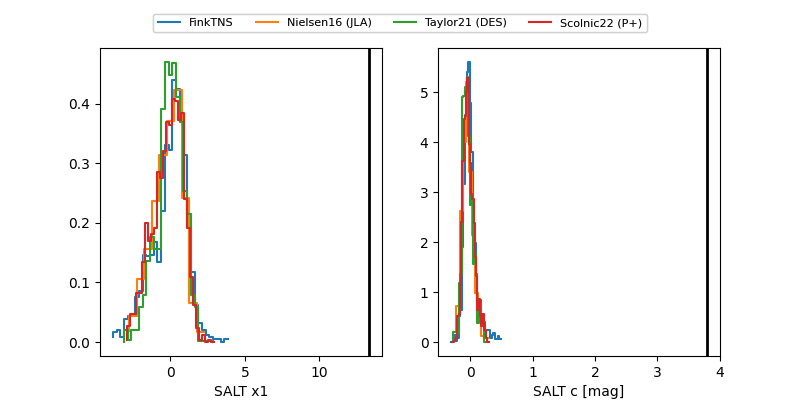 FinkTNS Nielsen16 (JLA) Taylor21 (DES) Scolnic22 (P+)
0.4
0.3
0.2
0.1
0.0
0 5 10
SALT x1
5
4
3
2
1
0
0 1 2 3 4
SALT c [mag]